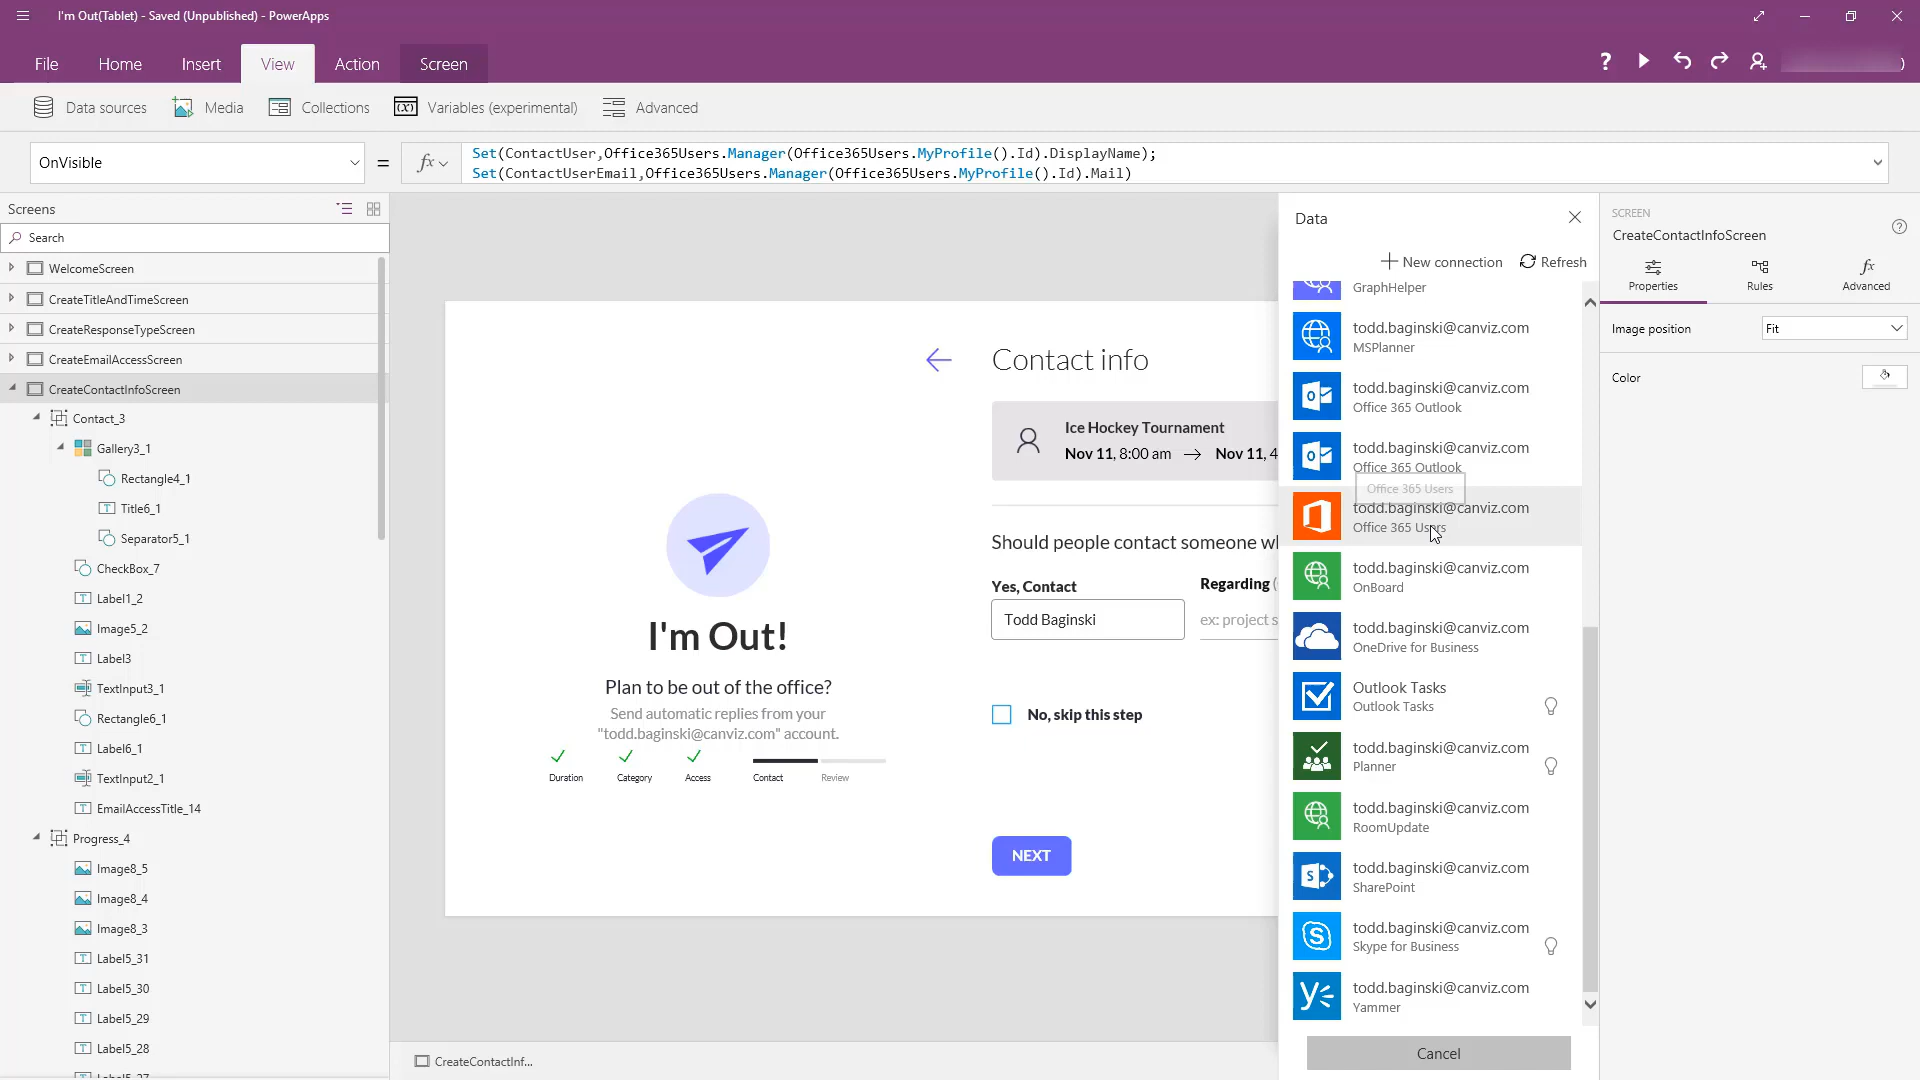 I'm Out(Tablet) - Saved (Unpublished) - PowerApps
File Home Insert View Action Screen
? )
Data sources Media Collections (x) Variables (experimental) Advanced
OnVisible = fx Set(ContactUser,Office365Users.Manager(Office365Users.MyProfile().Id).DisplayName);
Set(ContactUserEmail,Office365Users.Manager(Office365Users.MyProfile().Id).Mail)
Screens
Search
WelcomeScreen
CreateTitleAndTimeScreen
CreateResponseTypeScreen
CreateEmailAccessScreen
CreateContactInfoScreen
Contact_3
Gallery3_1
Rectangle4_1
Title6_1
Separator5_1
CheckBox_7
Label1_2
Image5_2
Label3
TextInput3_1
Rectangle6_1
Label6_1
TextInput2_1
EmailAccessTitle_14
Progress_4
Image8_5
Image8_4
Image8_3
Label5_31
Label5_30
Label5_29
Label5_28
Label5_27
I'm Out!
Plan to be out of the office?
Send automatic replies from your
"todd.baginski@canviz.com" account.
Duration Category Access Contact Review
Contact info
Ice Hockey Tournament
Nov 11, 8:00 am → Nov 11, 4
Should people contact someone wh
Yes, Contact Regarding (
Todd Baginski ex: project s
No, skip this step
NEXT
CreateContactInf...
Data
New connection Refresh
GraphHelper
todd.baginski@canviz.com
MSPlanner
todd.baginski@canviz.com
Office 365 Outlook
todd.baginski@canviz.com
Office 365 Outlook
Office 365 Users
todd.baginski@canviz.com
Office 365 Users
todd.baginski@canviz.com
OnBoard
todd.baginski@canviz.com
OneDrive for Business
Outlook Tasks
Outlook Tasks
todd.baginski@canviz.com
Planner
todd.baginski@canviz.com
RoomUpdate
todd.baginski@canviz.com
SharePoint
todd.baginski@canviz.com
Skype for Business
todd.baginski@canviz.com
Yammer
Cancel
SCREEN
CreateContactInfoScreen
Properties Rules Advanced
Image position Fit
Color